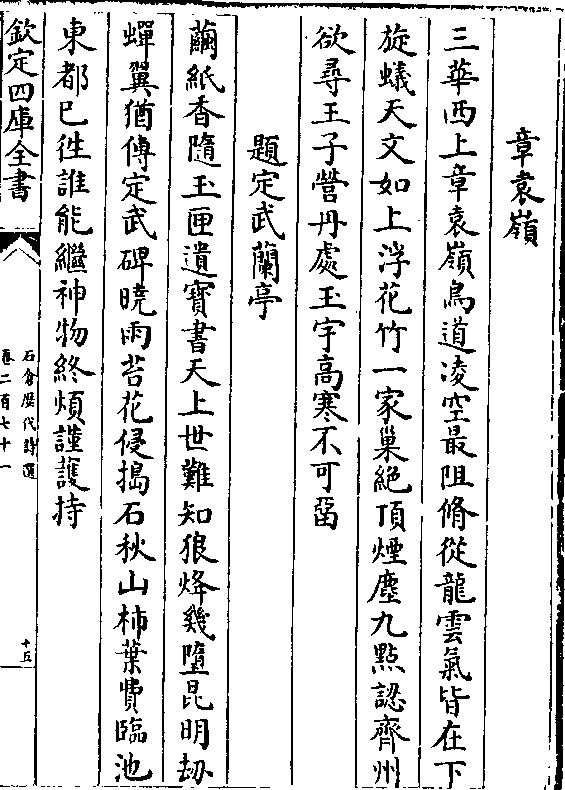 章袁嶺
三華西上章袁嶺鳥道凌空最阻脩從龍雲氣皆在下
旋蟻天文如上浮花竹一家巢絶頂煙塵九點認齊州
欲尋王子營丹處玉宇高寒不可留
題定武蘭亭
繭紙香隨玉匣遺寶書天上世難知狼烽幾墮昆明刼
蟬翼猶傳定武碑曉雨苔花侵搗石秋山柿葉費臨池
東都已徃誰能繼神物終煩謹護持
欽定四庫全書
石倉歷代詩選
卷二百七十一
十五